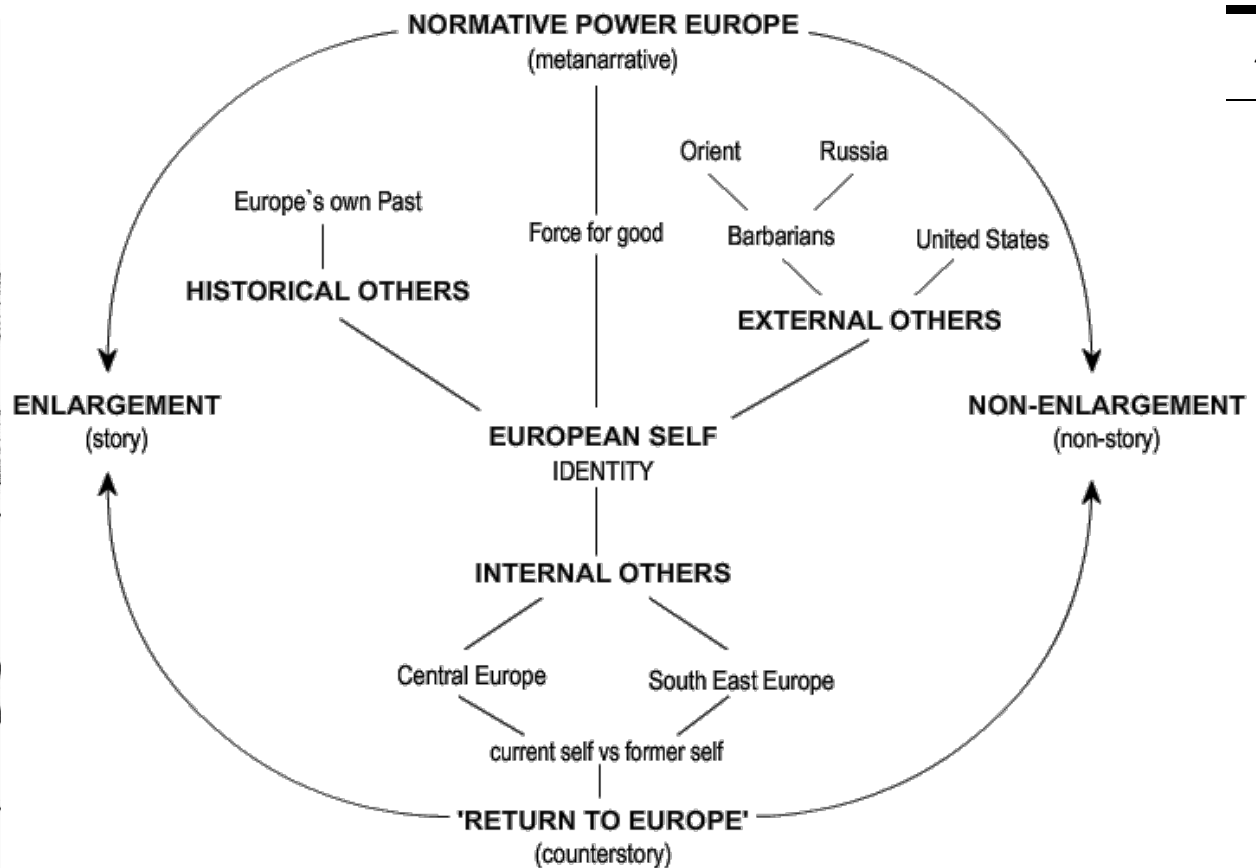 NORMATIVE POWER EUROPE
(metanarrative)
Orient
Russia
Europe`s own Past
Force for good
Barbarians
United States
HISTORICAL OTHERS
EXTERNAL OTHERS
ENLARGEMENT
(story)
NON-ENLARGEMENT
(non-story)
EUROPEAN SELF
IDENTITY
INTERNAL OTHERS
Central Europe
South East Europe
current self vs former self
'RETURN TO EUROPE'
(counterstory)